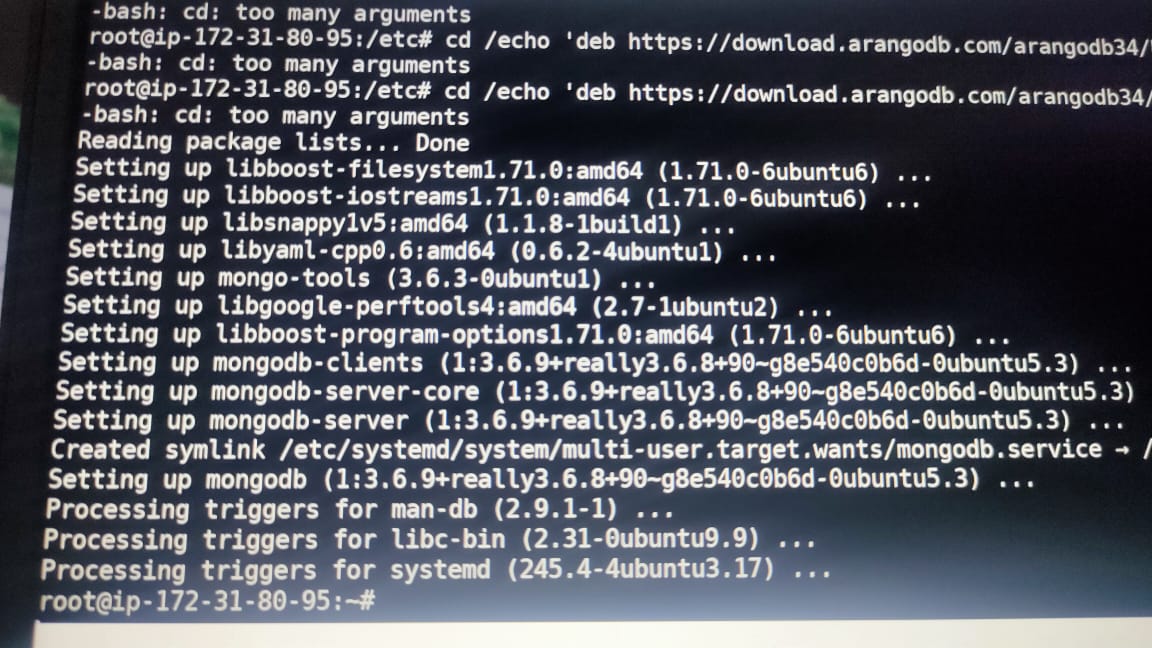 -bash: cd: too many arguments
root@ip-172-31-80-95:/etc# cd /echo 'deb https://download.arangodb.com/arangodb34/
-bash: cd: too many arguments
root@ip-172-31-80-95:/etc# cd /echo 'deb https://download.arangodb.com/arangodb34/
-bash: cd: too many arguments
Reading package lists... Done
Setting up libboost-filesystem1.71.0:amd64 (1.71.0-6ubuntu6) ...
Setting up libboost-iostreams1.71.0:amd64 (1.71.0-6ubuntu6) ...
Setting up libsnappy1v5:amd64 (1.1.8-1build1) ...
Setting up libyaml-cpp0.6:amd64 (0.6.2-4ubuntu1) ...
Setting up mongo-tools (3.6.3-0ubuntu1) ...
Setting up libgoogle-perftools4:amd64 (2.7-1ubuntu2) ...
Setting up libboost-program-options1.71.0:amd64 (1.71.0-6ubuntu6) ...
Setting up mongodb-clients (1:3.6.9+really3.6.8+90~g8e540c0b6d-0ubuntu5.3) ...
Setting up mongodb-server-core (1:3.6.9+really3.6.8+90~g8e540c0b6d-0ubuntu5.3)
Setting up mongodb-server (1:3.6.9+really3.6.8+90~g8e540c0b6d-0ubuntu5.3) ...
Created symlink /etc/systemd/system/multi-user.target.wants/mongodb.service → /
Setting up mongodb (1:3.6.9+really3.6.8+90~g8e540c0b6d-0ubuntu5.3) ...
Processing triggers for man-db (2.9.1-1) ...
Processing triggers for libc-bin (2.31-0ubuntu9.9) ...
Processing triggers for systemd (245.4-4ubuntu3.17) ...
root@ip-172-31-80-95:~#